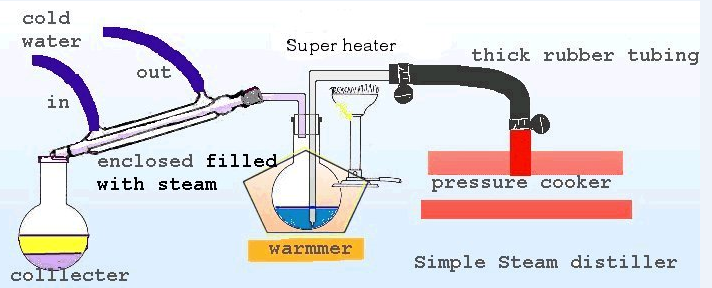 cold
water
out
in
Super heater
thick rubber tubing
enclosed filled
with steam
pressure cooker
warmmer
colllecter
Simple Steam distiller